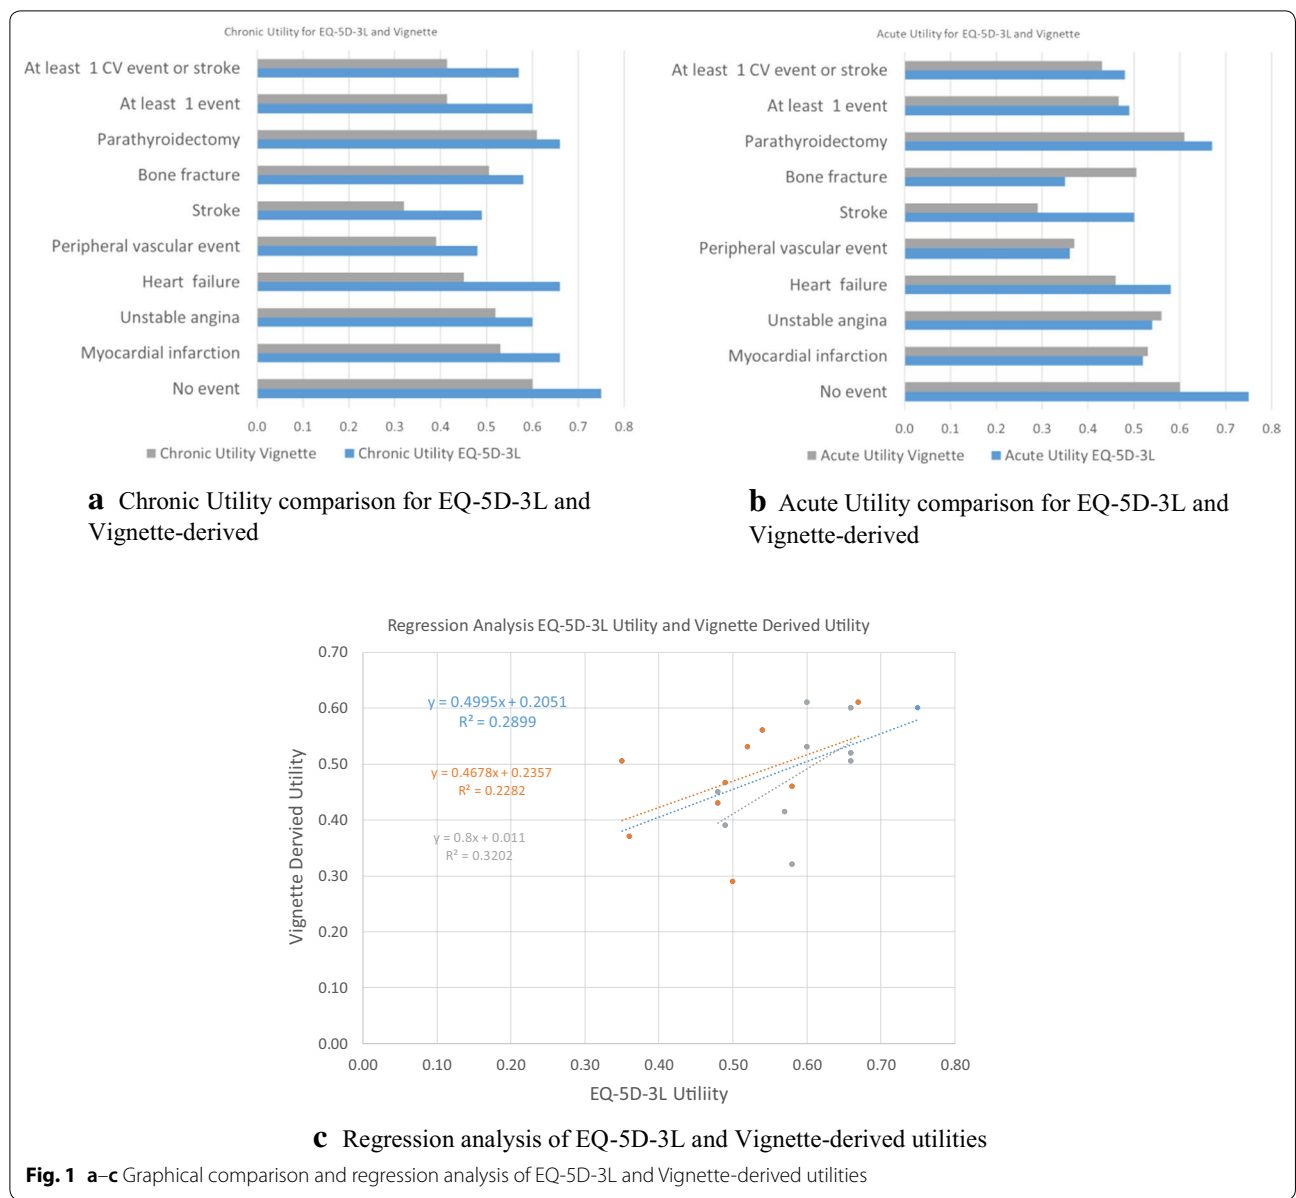 Chronic Utility for EQ-5D-3L and Vignette
At least 1 CV event or stroke
At least 1 event
Parathyroidectomy
Bone fracture
Stroke
Peripheral vascular event
Heart failure
Unstable angina
Myocardial infarction
No event
0.0 0.1 0.2 0.3 0.4 0.5 0.6 0.7 0.8
Chronic Utility Vignette Chronic Utility EQ-5D-3L
a Chronic Utility comparison for EQ-5D-3L and
Vignette-derived
Acute Utility for EQ-5D-3L and Vignette
At least 1 CV event or stroke
At least 1 event
Parathyroidectomy
Bone fracture
Stroke
Peripheral vascular event
Heart failure
Unstable angina
Myocardial infarction
No event
0.0 0.1 0.2 0.3 0.4 0.5 0.6 0.7 0.8
Acute Utility Vignette Acute Utility EQ-5D-3L
b Acute Utility comparison for EQ-5D-3L and
Vignette-derived
Regression Analysis EQ-5D-3L Utility and Vignette Derived Utility
Vignette Dervied Utility
0.70
0.60
0.50
0.40
0.30
0.20
0.10
0.00
y = 0.4995x + 0.2051
R² = 0.2899
y = 0.4678x + 0.2357
R² = 0.2282
y = 0.8x + 0.011
R² = 0.3202
0.00 0.10 0.20 0.30 0.40 0.50 0.60 0.70 0.80
EQ-5D-3L Utiliity
c Regression analysis of EQ-5D-3L and Vignette-derived utilities
Fig. 1 a–c Graphical comparison and regression analysis of EQ-5D-3L and Vignette-derived utilities